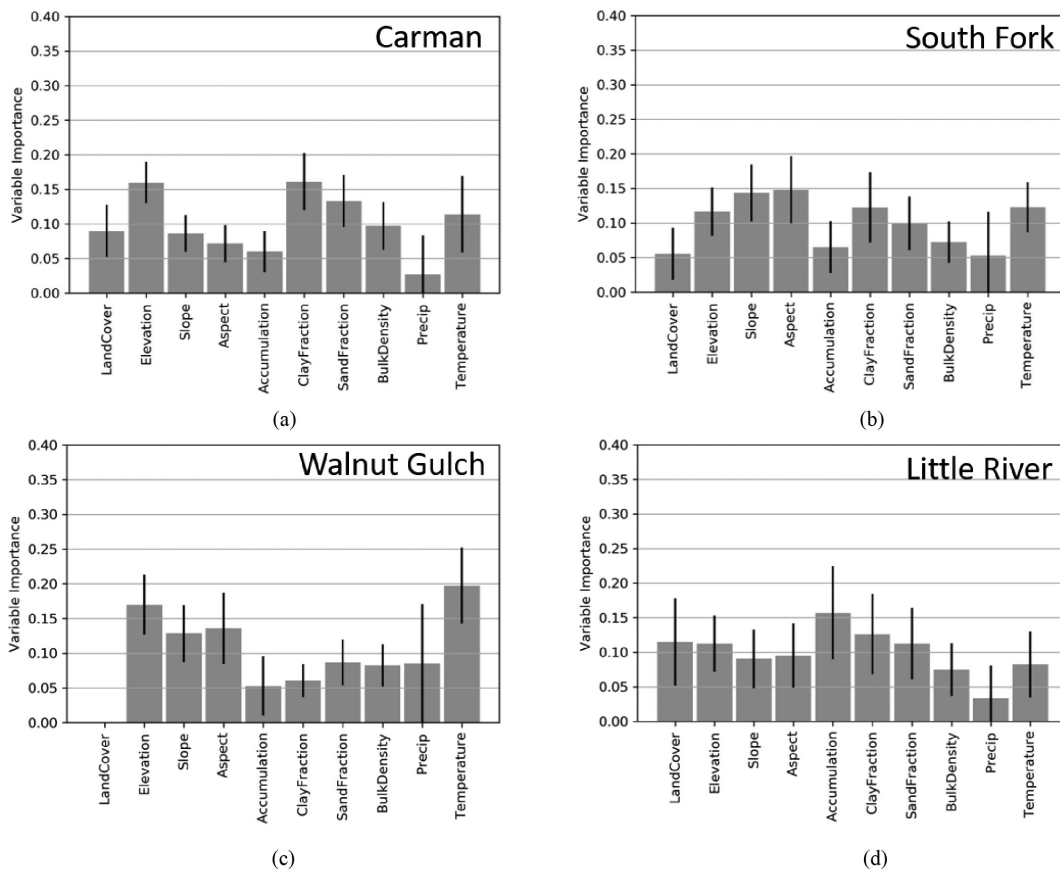 Carman
Variable Importance
0.40
0.35
0.30
0.25
0.20
0.15
0.10
0.05
0.00
LandCover
Elevation
Slope
Aspect
Accumulation
ClayFraction
SandFraction
BulkDensity
Precip
Temperature
(a)
South Fork
Variable Importance
0.40
0.35
0.30
0.25
0.20
0.15
0.10
0.05
0.00
LandCover
Elevation
Slope
Aspect
Accumulation
ClayFraction
SandFraction
BulkDensity
Precip
Temperature
(b)
Walnut Gulch
Variable Importance
0.40
0.35
0.30
0.25
0.20
0.15
0.10
0.05
0.00
LandCover
Elevation
Slope
Aspect
Accumulation
ClayFraction
SandFraction
BulkDensity
Precip
Temperature
(c)
Little River
Variable Importance
0.40
0.35
0.30
0.25
0.20
0.15
0.10
0.05
0.00
LandCover
Elevation
Slope
Aspect
Accumulation
ClayFraction
SandFraction
BulkDensity
Precip
Temperature
(d)